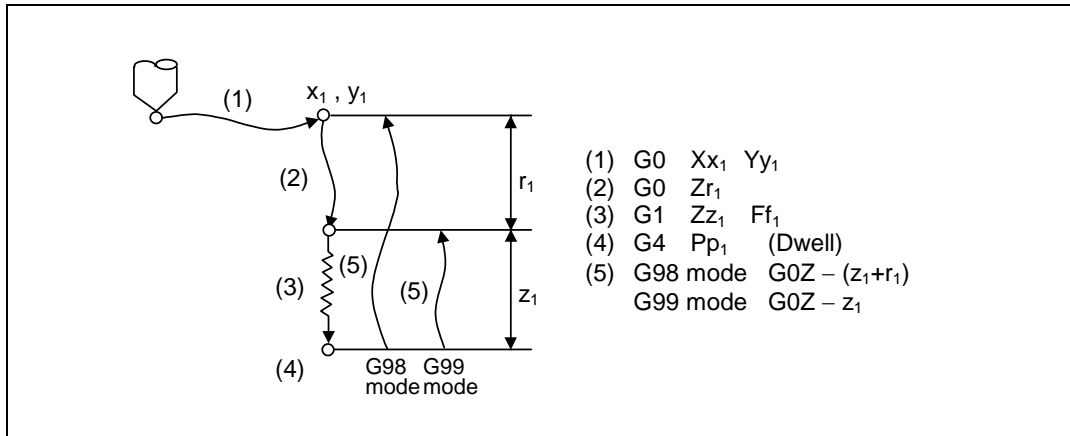 (1)
x₁ , y₁
(2)
r₁
(3)
(5)
(5)
z₁
(4)
G98 mode
G99 mode
(1) G0 Xx₁ Yy₁
(2) G0 Zr₁
(3) G1 Zz₁ Ff₁
(4) G4 Pp₁ (Dwell)
(5) G98 mode G0Z – (z₁+r₁)
G99 mode G0Z – z₁